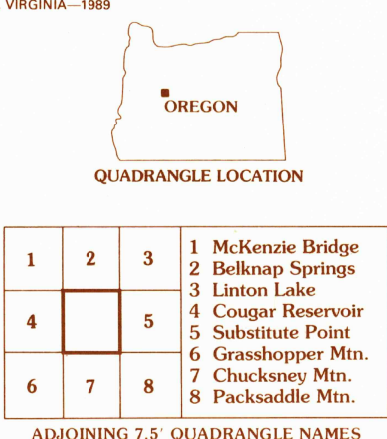 VIRGINIA—1989
OREGON
QUADRANGLE LOCATION
1 2 3
4 5
6 7 8
1 McKenzie Bridge
2 Belknap Springs
3 Linton Lake
4 Cougar Reservoir
5 Substitute Point
6 Grasshopper Mtn.
7 Chucksney Mtn.
8 Packsaddle Mtn.
ADJOINING 7.5' QUADRANGLE NAMES